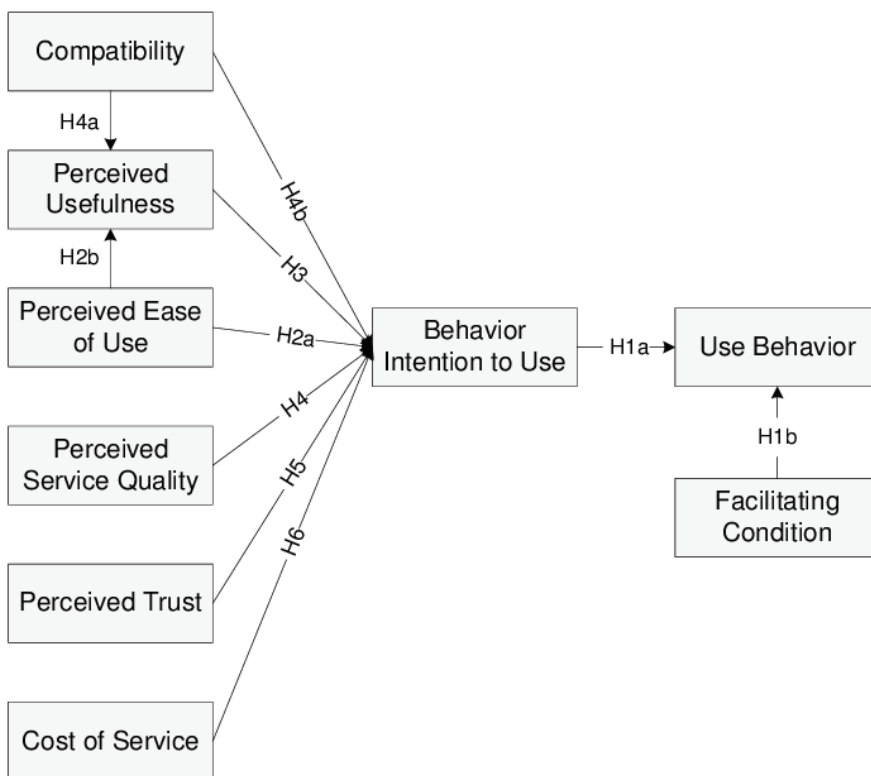 Compatibility
H4a
Perceived
Usefulness
H2b
Perceived Ease
of Use
Perceived
Service Quality
Perceived Trust
Cost of Service
H4b
H3
H2a
H4
H5
H6
Behavior
Intention to Use
H1a
Use Behavior
H1b
Facilitating
Condition